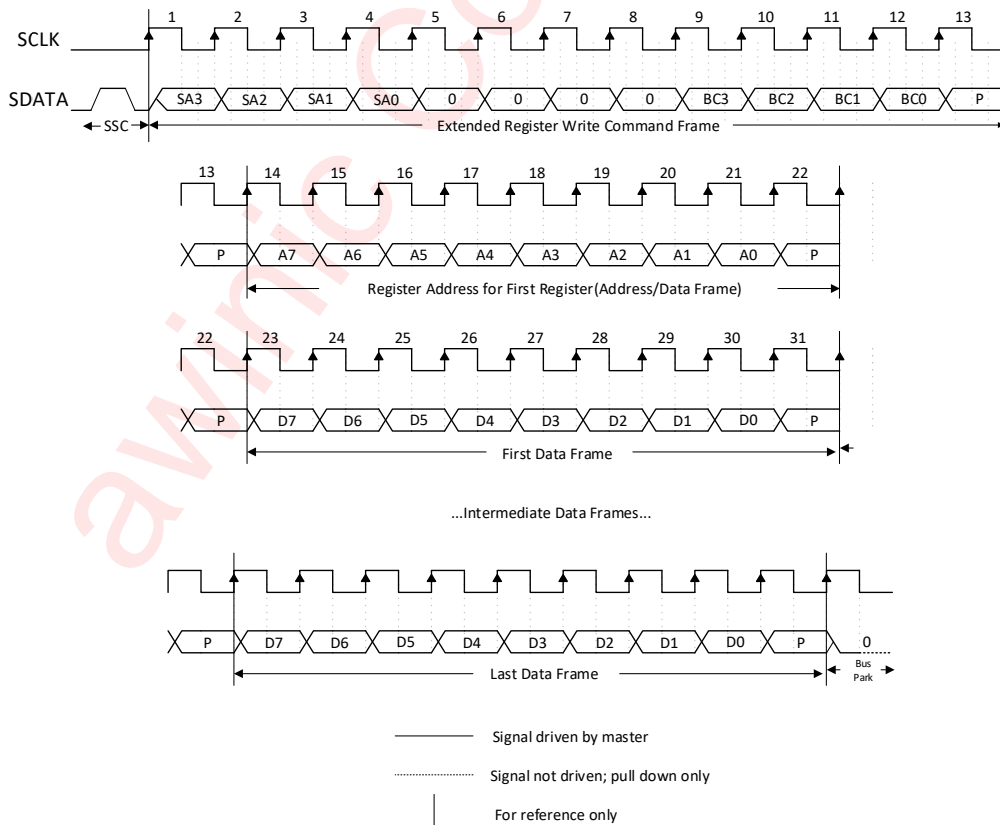 1 2 3 4 5 6 7 8 9 10 11 12 13
SCLK
SDATA SA3 SA2 SA1 SA0 0 0 0 0 BC3 BC2 BC1 BC0 P
SSC Extended Register Write Command Frame
13 14 15 16 17 18 19 20 21 22
P A7 A6 A5 A4 A3 A2 A1 A0 P
Register Address for First Register(Address/Data Frame)
22 23 24 25 26 27 28 29 30 31
P D7 D6 D5 D4 D3 D2 D1 D0 P
First Data Frame
...Intermediate Data Frames...
P D7 D6 D5 D4 D3 D2 D1 D0 P 0
Last Data Frame
Bus
Park
Signal driven by master
Signal not driven; pull down only
For reference only
awinic Co